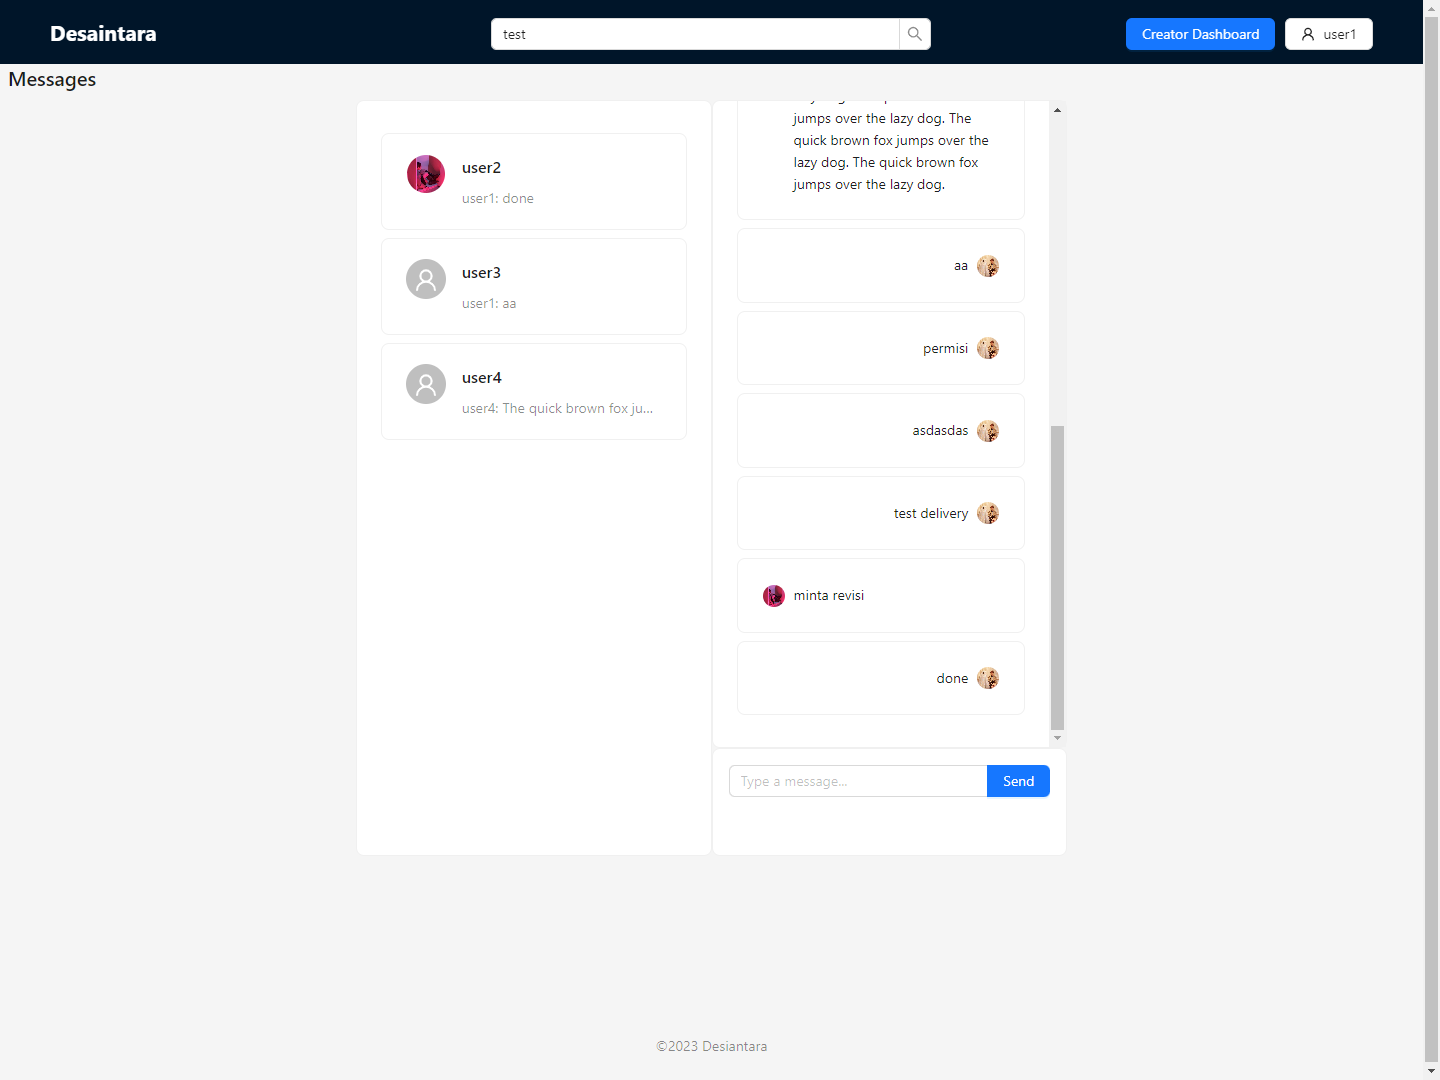 Desaintara
test
Creator Dashboard
user1
Messages
user2
user1: done
user3
user1: aa
user4
user4: The quick brown fox ju...
jumps over the lazy dog. The
quick brown fox jumps over the
lazy dog. The quick brown fox
jumps over the lazy dog.
aa
permisi
asdasdas
test delivery
minta revisi
done
Type a message...
Send
©2023 Desiantara